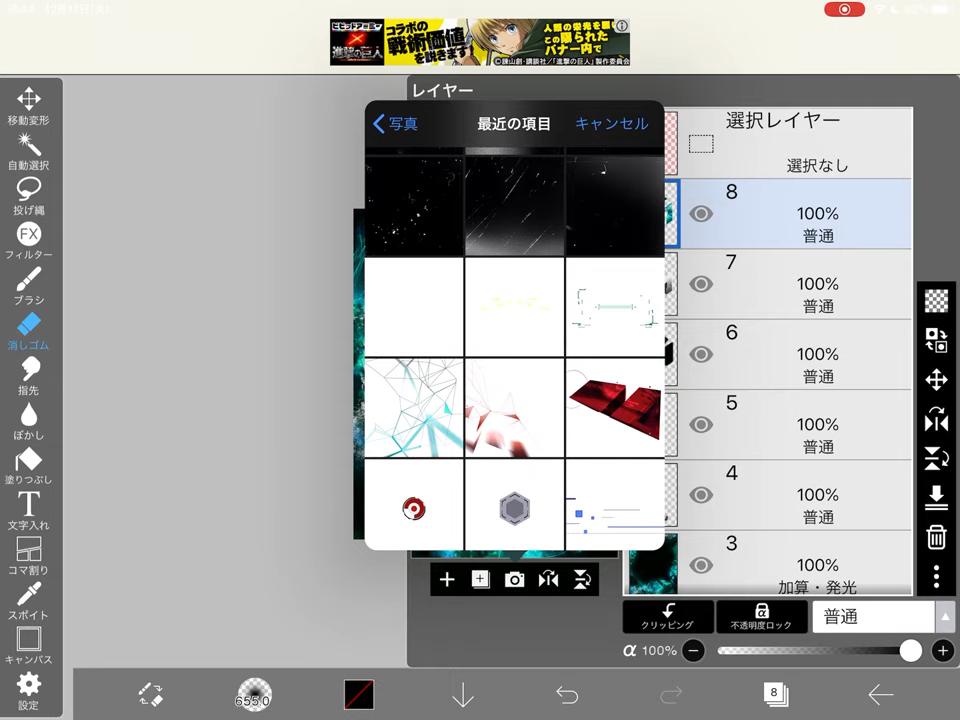 ヒビットアーミー
進撃の巨人
コラボの
戦術価値
を説きます
人類の栄光を願い
この限られた
バナー内で
©諫山創・講談社/「進撃の巨人」製作委員会
レイヤー
写真
最近の項目
キャンセル
移動変形
自動選択
投げ縄
FX
フィルター
ブラシ
消しゴム
指先
ぼかし
塗りつぶし
T
文字入れ
コマ割り
スポイト
キャンバス
設定
選択レイヤー
選択なし
8
100%
普通
7
100%
普通
6
100%
普通
5
100%
普通
4
100%
普通
3
100%
加算・発光
クリッピング
α
不透明度ロック
普通
α 100%
655.0
8